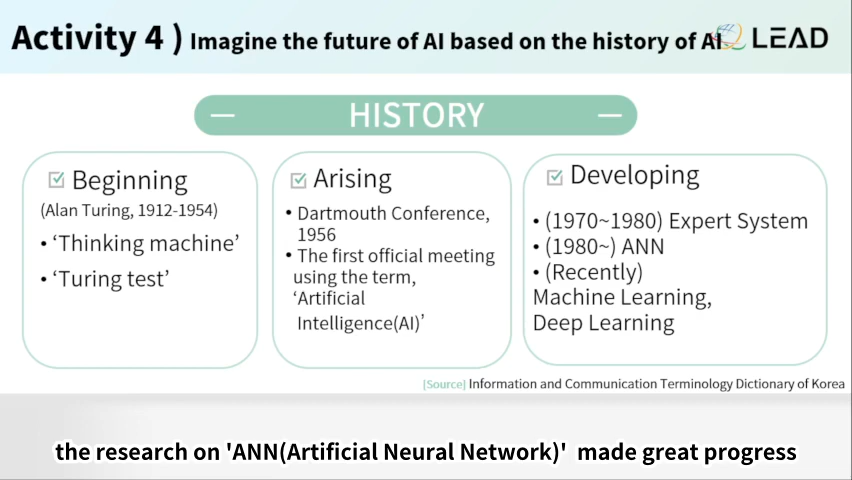 Activity 4 ) Imagine the future of AI based on the history of AI
LEAD
HISTORY
Beginning
(Alan Turing, 1912-1954)
• ‘Thinking machine’
• ‘Turing test’
Arising
• Dartmouth Conference,
1956
• The first official meeting
using the term,
‘Artificial
Intelligence(AI)’
Developing
• (1970~1980) Expert System
• (1980~) ANN
• (Recently)
Machine Learning,
Deep Learning
[Source] Information and Communication Terminology Dictionary of Korea
the research on 'ANN(Artificial Neural Network)' made great progress